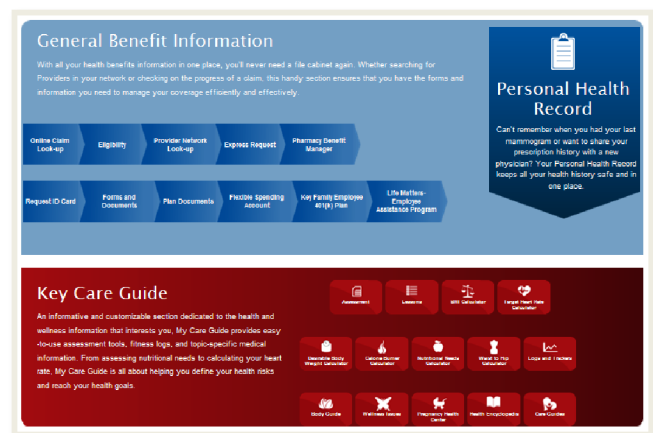 General Benefit Information
With all your health benefits information in one place, you'll never need a file cabinet again. Whether searching for
Providers in your network or checking on the progress of a claim, this handy section ensures that you have the forms and
information you need to manage your coverage efficiently and effectively.
Online Claim
Look-up
Eligibility
Provider Network
Look-up
Express Request
Pharmacy Benefit
Manager
Request ID Card
Forms and
Documents
Plan Documents
Flexible Spending
Account
Key Family Employee
401(k) Plan
Life Matters-
Employee
Assistance Program
Personal Health
Record
Can't remember when you had your last
mammogram or want to share your
prescription history with a new
physician? Your Personal Health Record
keeps all your health history safe and in
one place.
Key Care Guide
An informative and customizable section dedicated to the health and
wellness information that interests you, My Care Guide provides easy
-to-use assessment tools, fitness logs, and topic-specific medical
information. From assessing nutritional needs to calculating your heart
rate, My Care Guide is all about helping you define your health risks
and reach your health goals.
Assessment
Lessons
BMI Calculator
Target Heart Rate
Calculator
Desirable Body
Weight Calculator
Calorie Burner
Calculator
Nutritional Needs
Calculator
Waist to Hip
Calculator
Logs and Trackers
Body Guide
Wellness Issues
Pregnancy Health
Center
Health Encyclopedia
Care Guides